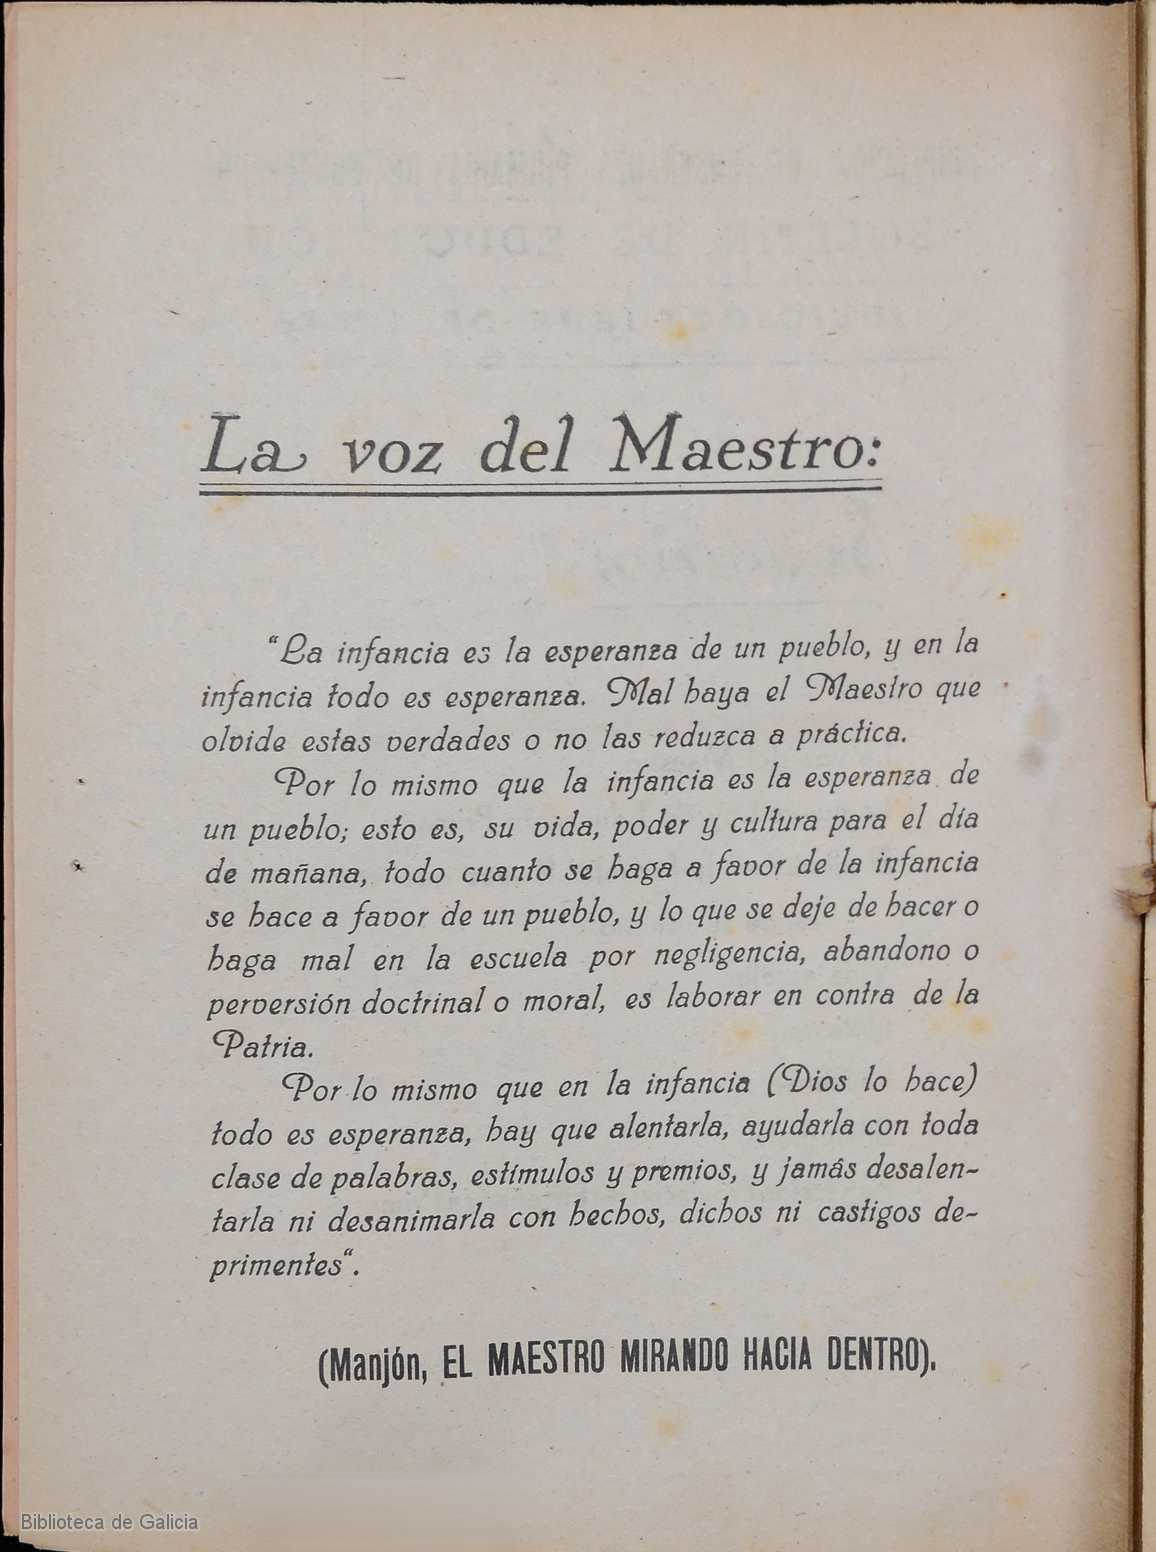 La voz del Maestro:
“La infancia es la esperanza de un pueblo, y en la
infancia todo es esperanza. Mal haya el Maestro que
olvide estas verdades o no las reduzca a práctica.
Por lo mismo que la infancia es la esperanza de
un pueblo; esto es, su vida, poder y cultura para el día
de mañana, todo cuanto se haga a favor de la infancia
se hace a favor de un pueblo, y lo que se deje de hacer o
haga mal en la escuela por negligencia, abandono o
perversión doctrinal o moral, es laborar en contra de la
Patria.
Por lo mismo que en la infancia (Dios lo hace)
todo es esperanza, hay que alentarla, ayudarla con toda
clase de palabras, estímulos y premios, y jamás desalen-
tarla ni desanimarla con hechos, dichos ni castigos de-
primentes“.
(Manjón, EL MAESTRO MIRANDO HACIA DENTRO).
Biblioteca de Galicia